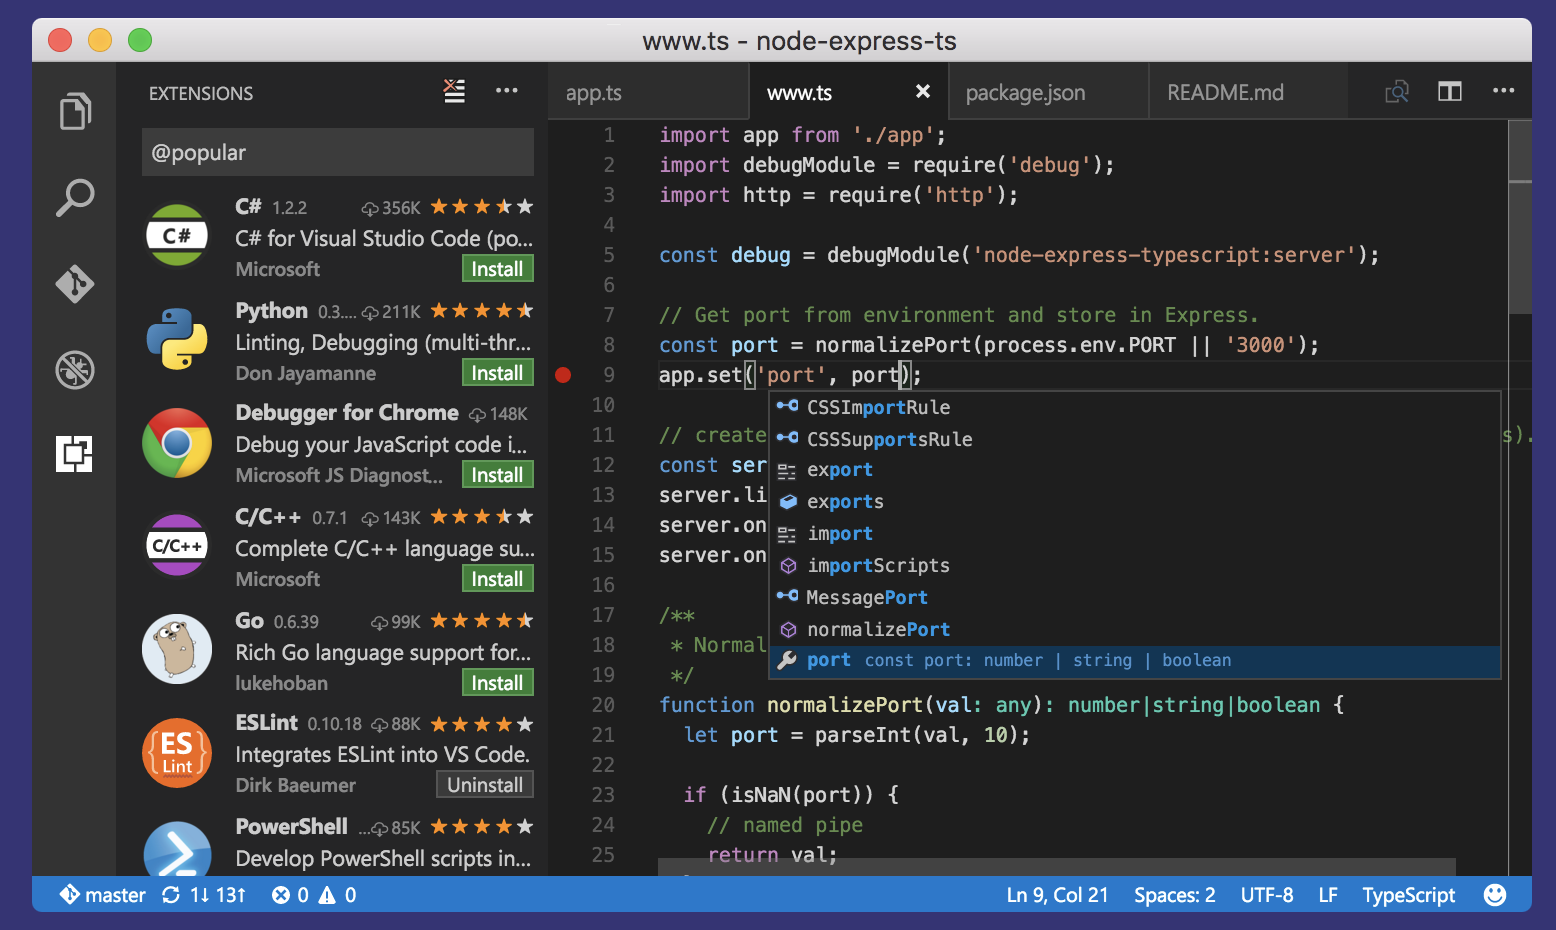 www.ts - node-express-ts
EXTENSIONS
@popular
C# 1.2.2 356K
C# for Visual Studio Code (po...
Microsoft Install
C#
Python 0.3.... 211K
Linting, Debugging (multi-thr...
Don Jayamanne Install
Debugger for Chrome 148K
Debug your JavaScript code i...
Microsoft JS Diagnost... Install
C/C++ 0.7.1 143K
Complete C/C++ language su...
Microsoft Install
C/C++
Go 0.6.39 99K
Rich Go language support for...
lukehoban Install
ESLint 0.10.18 88K
Integrates ESLint into VS Code.
Dirk Baeumer Uninstall
ES
Lint
PowerShell ... 85K
Develop PowerShell scripts in...
app.ts www.ts package.json README.md
1 import app from './app';
2 import debugModule = require('debug');
3 import http = require('http');
4
5 const debug = debugModule('node-express-typescript:server');
6
7 // Get port from environment and store in Express.
8 const port = normalizePort(process.env.PORT || '3000');
9 app.set('port', port);
10
11 // create s).
12 const ser
13 server.li
14 server.on
15 server.on
16
17 /**
18 * Normal
19 */
20 function normalizePort(val: any): number|string|boolean {
21 let port = parseInt(val, 10);
22
23 if (isNaN(port)) {
24 // named pipe
25 return val;
CSSImportRule
CSSSupportsRule
export
exports
import
importScripts
MessagePort
normalizePort
port const port: number | string | boolean
master 1↓ 13↑ 0 0 Ln 9, Col 21 Spaces: 2 UTF-8 LF TypeScript